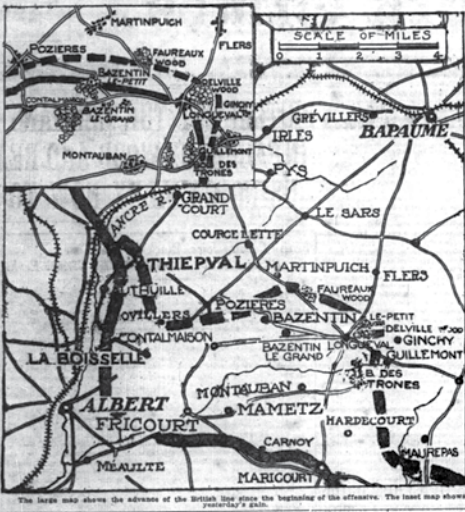 MARTINPUICH
FLERS
POZIERES
FAUREAUX
WOOD
BAZENTIN
LE-PETIT
DELVILLE
WOOD
CONTALMAISON
BAZENTIN
LE-GRAND
GINCHY
LONGUEVAL
GUILLEMONT
MONTAUBAN
DES
TRONES
SCALE OF MILES
0 1 2 3 4
GRÉVILLERS
BAPAUME
IRLES
PYS
ANCRE R.
GRAND
COURT
LE SARS
COURCELETTE
THIEPVAL
MARTINPUICH
FLERS
AUTHUILLE
FAUREAUX
WOOD
POZIERES
OVILLERS
BAZENTIN
LE-PETIT
DELVILLE WOOD
CONTALMAISON
LONGUEVAL
GINCHY
BAZENTIN
LE GRAND
GUILLEMONT
LA BOISSELLE
B. DES
TRONES
MONTAUBAN
ALBERT
MAMETZ
FRICOURT
HARDECOURT
CARNOY
MAUREPAS
MÉAULTE
MARICOURT
The large map shows the advance of the British line since the beginning of the offensive. The inset map shows
yesterday's gain.